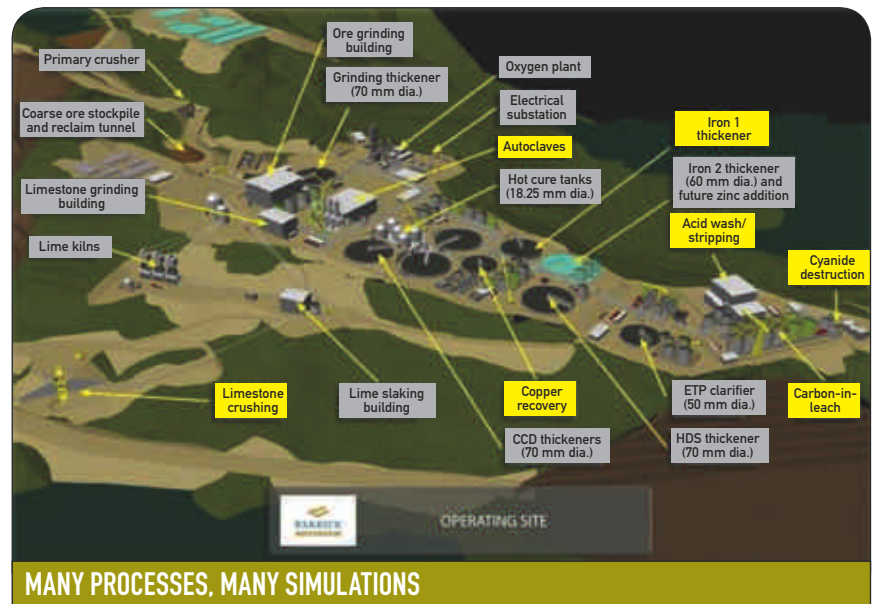 Ore grinding
building
Primary crusher
Grinding thickener
(70 mm dia.)
Oxygen plant
Coarse ore stockpile
and reclaim tunnel
Electrical
substation
Iron 1
thickener
Autoclaves
Limestone grinding
building
Hot cure tanks
(18.25 mm dia.)
Iron 2 thickener
(60 mm dia.) and
future zinc addition
Lime kilns
Acid wash/
stripping
Cyanide
destruction
Limestone
crushing
Lime slaking
building
Copper
recovery
ETP clarifier
(50 mm dia.)
Carbon-in-
leach
CCD thickeners
(70 mm dia.)
HDS thickener
(70 mm dia.)
BARRICK
OPERATING SITE
MANY PROCESSES, MANY SIMULATIONS